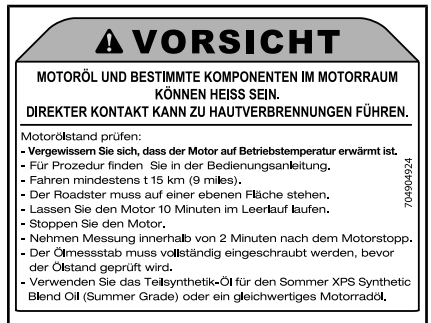 VORSICHT
MOTORÖL UND BESTIMMTE KOMPONENTEN IM MOTORRAUM
KÖNNEN HEISS SEIN.
DIREKTER KONTAKT KANN ZU HAUTVERBRENNUNGEN FÜHREN.
Motorölstand prüfen:
- Vergewissern Sie sich, dass der Motor auf Betriebstemperatur erwärmt ist.
- Für Prozedur finden Sie in der Bedienungsanleitung.
- Fahren mindestens t 15 km (9 miles).
- Der Roadster muss auf einer ebenen Fläche stehen.
- Lassen Sie den Motor 10 Minuten im Leerlauf laufen.
- Stoppen Sie den Motor.
- Nehmen Messung innerhalb von 2 Minuten nach dem Motorstopp.
- Der Ölmessstab muss vollständig eingeschraubt werden, bevor
der Ölstand geprüft wird.
- Verwenden Sie das Teilsynthetik-Öl für den Sommer XPS Synthetic
Blend Oil (Summer Grade) oder ein gleichwertiges Motorradöl.
704904924